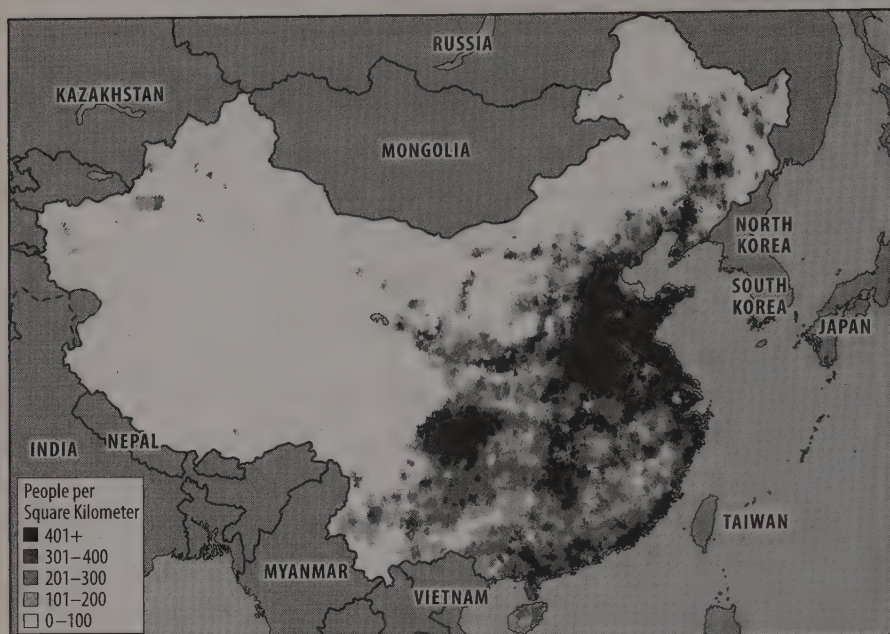 RUSSIA
KAZAKHSTAN
MONGOLIA
NORTH
KOREA
SOUTH
KOREA
JAPAN
INDIA
NEPAL
People per
Square Kilometer
401+
301–400
201–300
101–200
0–100
TAIWAN
MYANMAR
VIETNAM